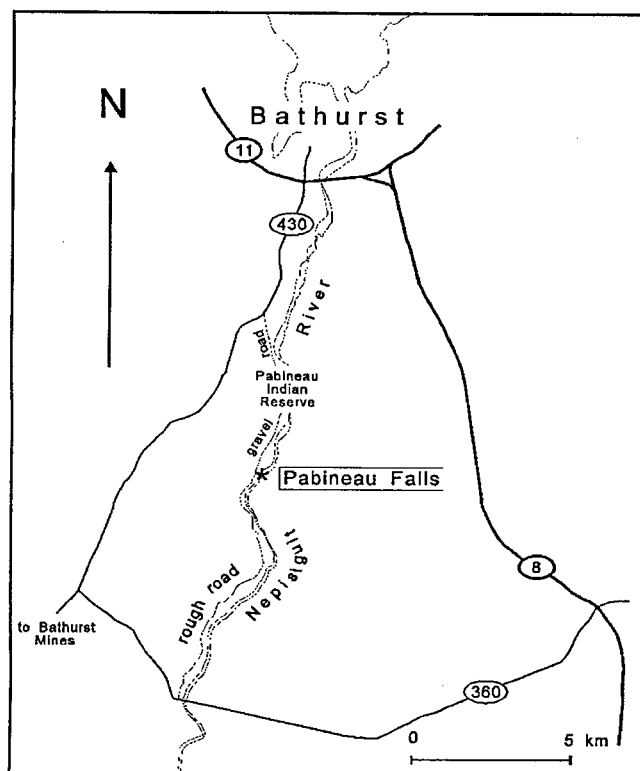 N
Bathurst
11
430
River
road
Pabineau
Indian
Reserve
gravel
Pabineau Falls
Nepisiguit
rough road
8
to Bathurst
Mines
360
0 5 km